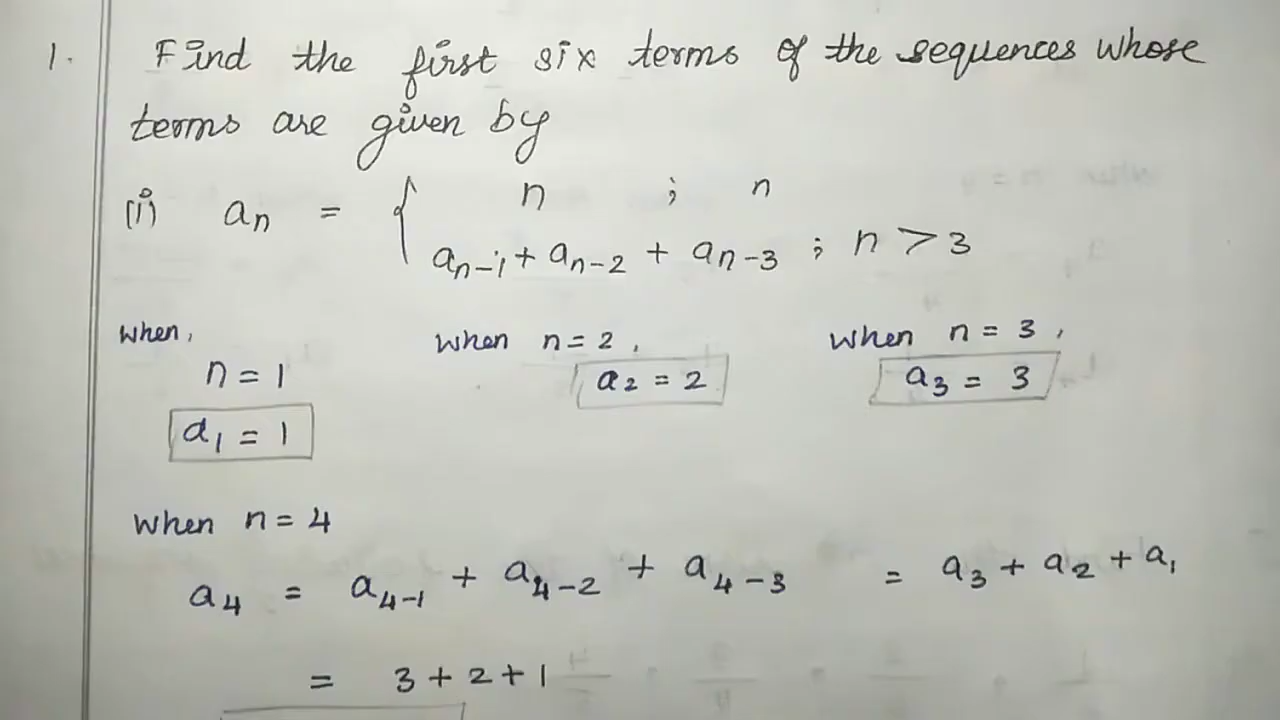 1. Find the first six terms of the sequences whose
terms are given by
(i) aₙ = { n ; n
aₙ₋₁ + aₙ₋₂ + aₙ₋₃ ; n > 3
when, when n = 2, when n = 3,
n = 1 a₂ = 2 a₃ = 3
a₁ = 1
when n = 4
a₄ = a₄₋₁ + a₄₋₂ + a₄₋₃ = a₃ + a₂ + a₁
= 3 + 2 + 1